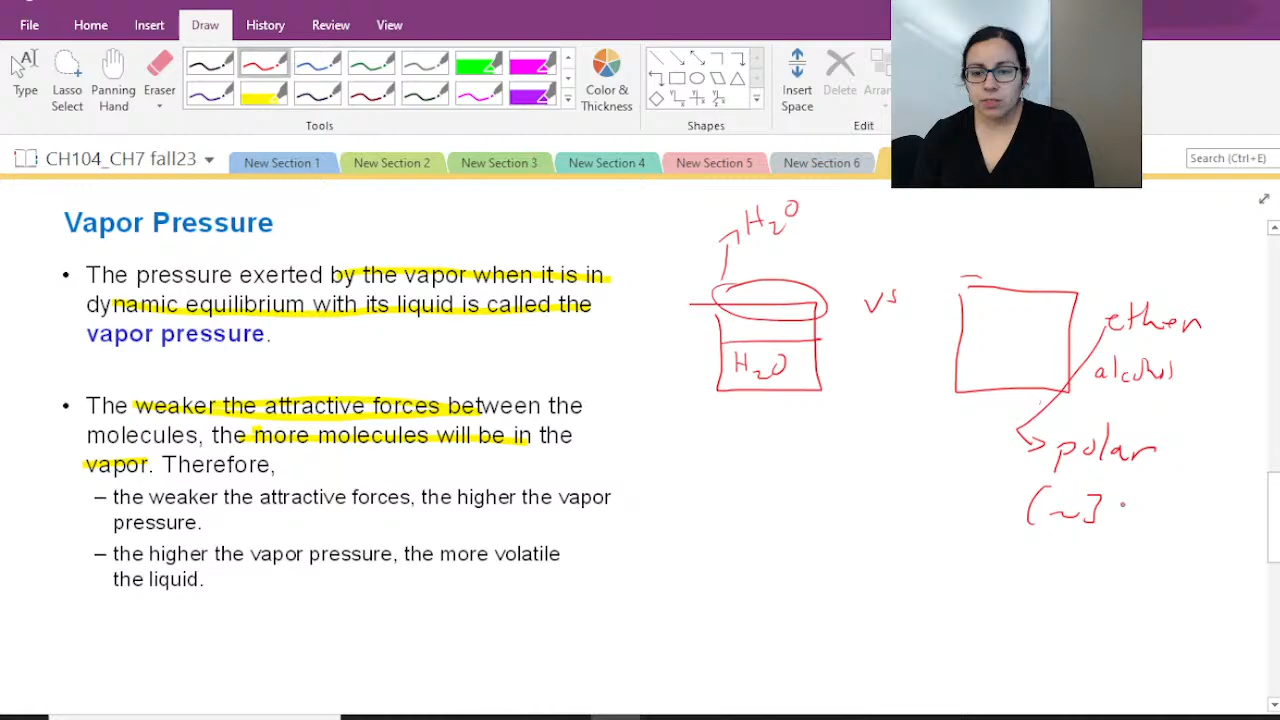 File Home Insert Draw History Review View
Type
Lasso Select
Panning Hand
Eraser
Color & Thickness
Insert Space
Delete
Arran
Tools
Shapes
Edit
CH104_CH7 fall23
New Section 1 New Section 2 New Section 3 New Section 4 New Section 5 New Section 6
Search (Ctrl+E)
Vapor Pressure
• The pressure exerted by the vapor when it is in
dynamic equilibrium with its liquid is called the
vapor pressure.
• The weaker the attractive forces between the
molecules, the more molecules will be in the
vapor. Therefore,
– the weaker the attractive forces, the higher the vapor
pressure.
– the higher the vapor pressure, the more volatile
the liquid.
H2O
H2O
vs
ether
alcohol
polar